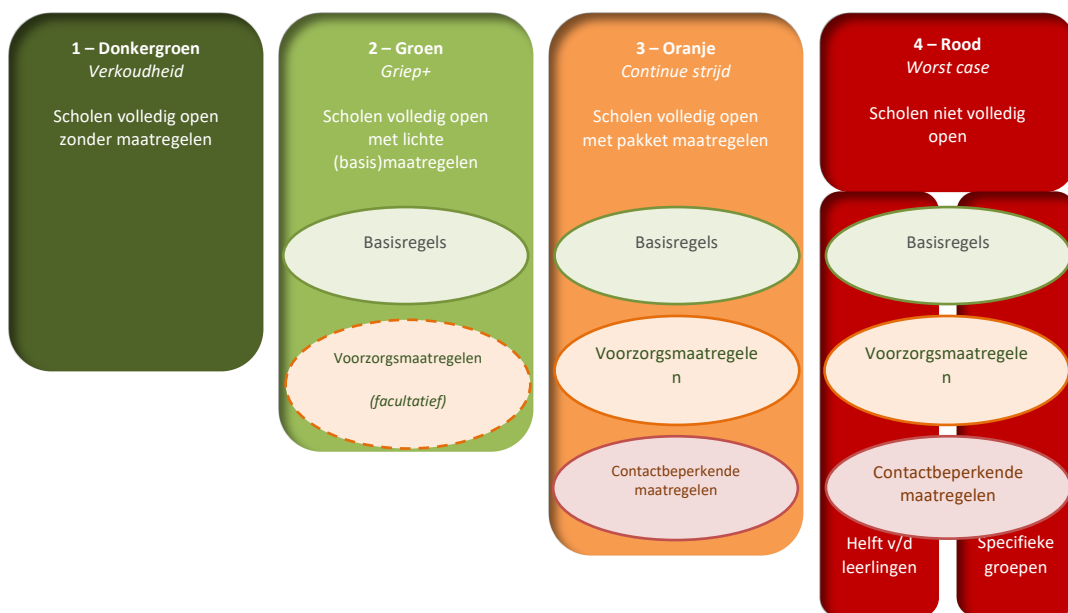 1 – Donkergroen
Verkoudheid
Scholen volledig open
zonder maatregelen
2 – Groen
Griep+
Scholen volledig open
met lichte
(basis)maatregelen
Basisregels
Voorzorgsmaatregelen
(facultatief)
3 – Oranje
Continue strijd
Scholen volledig open
met pakket maatregelen
Basisregels
Voorzorgsmaatregele
n
Contactbeperkende
maatregelen
4 – Rood
Worst case
Scholen niet volledig
open
Basisregels
Voorzorgsmaatregele
n
Contactbeperkende
maatregelen
Helft v/d
leerlingen
Specifieke
groepen